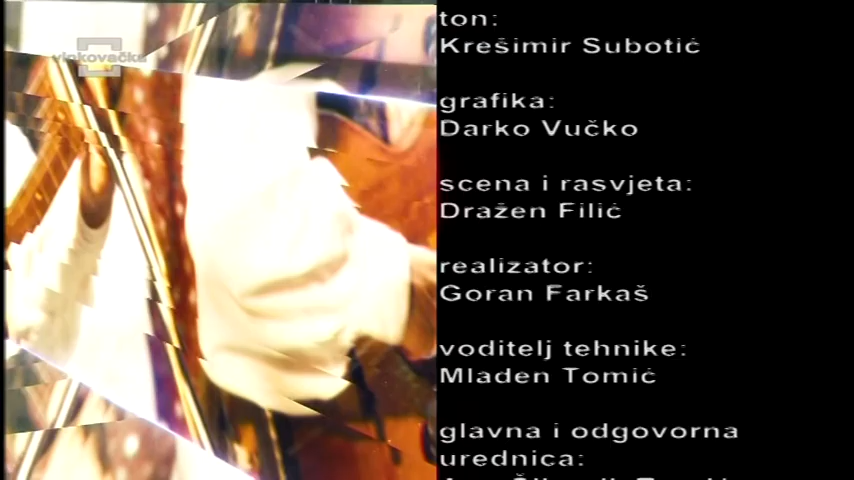 vinkovačka
ton:
Krešimir Subotić
grafika:
Darko Vučko
scena i rasvjeta:
Dražen Filić
realizator:
Goran Farkaš
voditelj tehnike:
Mladen Tomić
glavna i odgovorna
urednica: